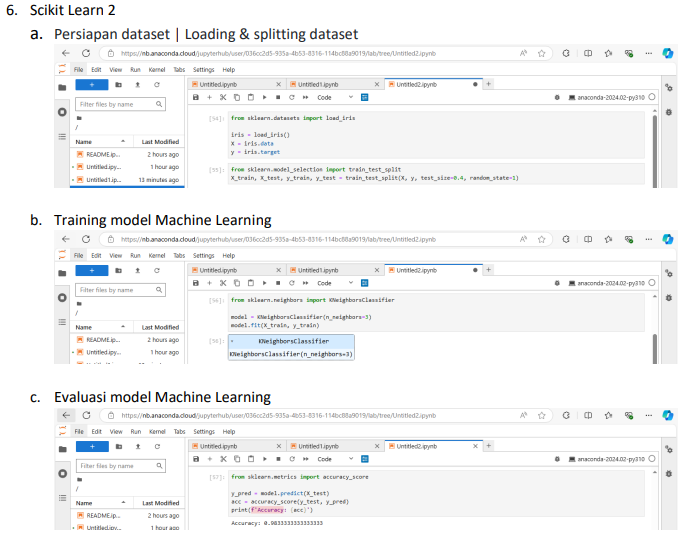 6. Scikit Learn 2
a. Persiapan dataset | Loading & splitting dataset
https://nb.anaconda.cloud/jupyterhub/user/036cc2d5-935a-4b53-8316-114bc88a9019/lab/tree/Untitled2.ipynb
File Edit View Run Kernel Tabs Settings Help
Untitled.ipynb Untitled1.ipynb Untitled2.ipynb
Filter files by name
Code
anaconda-2024.02-py310
/
Name Last Modified
README.ip... 2 hours ago
Untitled.ipy... 1 hour ago
Untitled1.ip... 13 minutes ago
[54]: from sklearn.datasets import load_iris
iris = load_iris()
X = iris.data
y = iris.target
[55]: from sklearn.model_selection import train_test_split
X_train, X_test, y_train, y_test = train_test_split(X, y, test_size=0.4, random_state=1)
b. Training model Machine Learning
https://nb.anaconda.cloud/jupyterhub/user/036cc2d5-935a-4b53-8316-114bc88a9019/lab/tree/Untitled2.ipynb
File Edit View Run Kernel Tabs Settings Help
Untitled.ipynb Untitled1.ipynb Untitled2.ipynb
Filter files by name
Code
anaconda-2024.02-py310
/
Name Last Modified
README.ip... 2 hours ago
Untitled.ipy... 1 hour ago
[56]: from sklearn.neighbors import KNeighborsClassifier
model = KNeighborsClassifier(n_neighbors=3)
model.fit(X_train, y_train)
[56]: KNeighborsClassifier
KNeighborsClassifier(n_neighbors=3)
c. Evaluasi model Machine Learning
https://nb.anaconda.cloud/jupyterhub/user/036cc2d5-935a-4b53-8316-114bc88a9019/lab/tree/Untitled2.ipynb
File Edit View Run Kernel Tabs Settings Help
Untitled.ipynb Untitled1.ipynb Untitled2.ipynb
Filter files by name
Code
anaconda-2024.02-py310
/
Name Last Modified
README.ip... 2 hours ago
Untitled.ipy... 1 hour ago
[57]: from sklearn.metrics import accuracy_score
y_pred = model.predict(X_test)
acc = accuracy_score(y_test, y_pred)
print(f'Accuracy: {acc}')
Accuracy: 0.9833333333333333